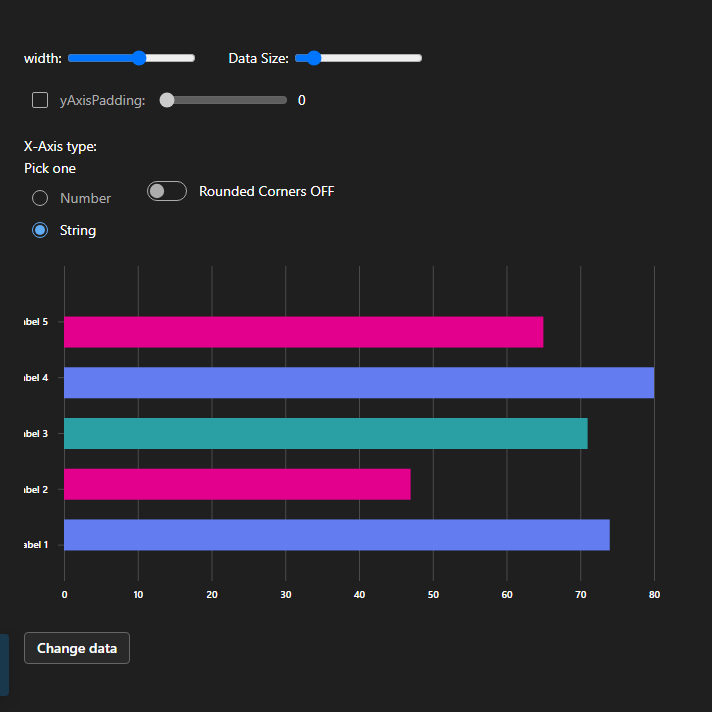 width:
Data Size:
yAxisPadding:
0
X-Axis type:
Pick one
Number
Rounded Corners OFF
String
abel 5
abel 4
abel 3
abel 2
abel 1
0 10 20 30 40 50 60 70 80
Change data